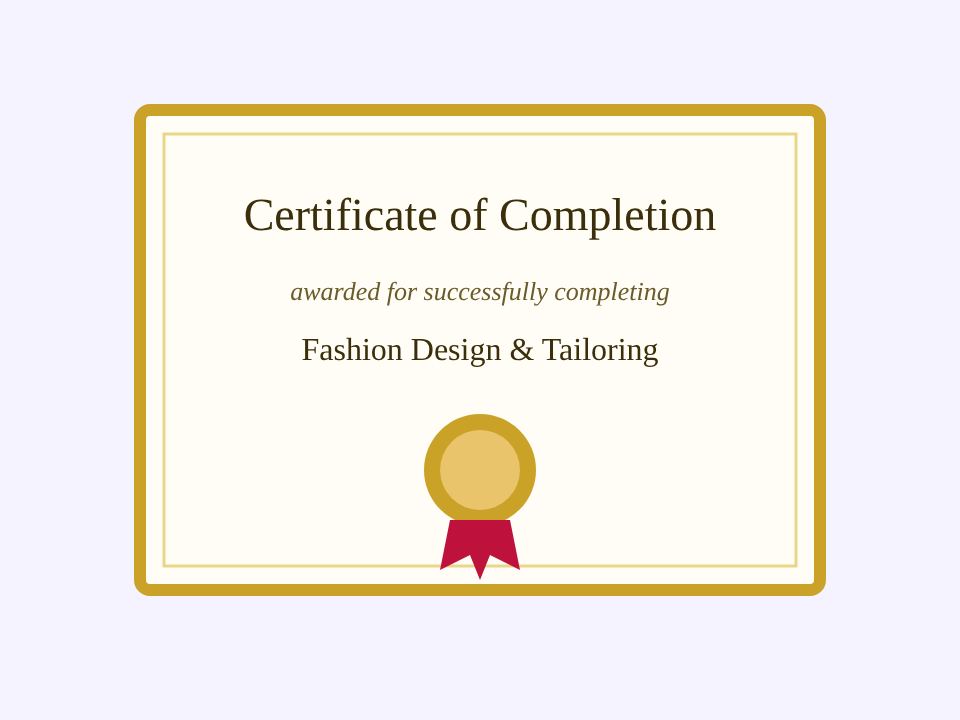 Certificate of Completion
awarded for successfully completing
Fashion Design & Tailoring